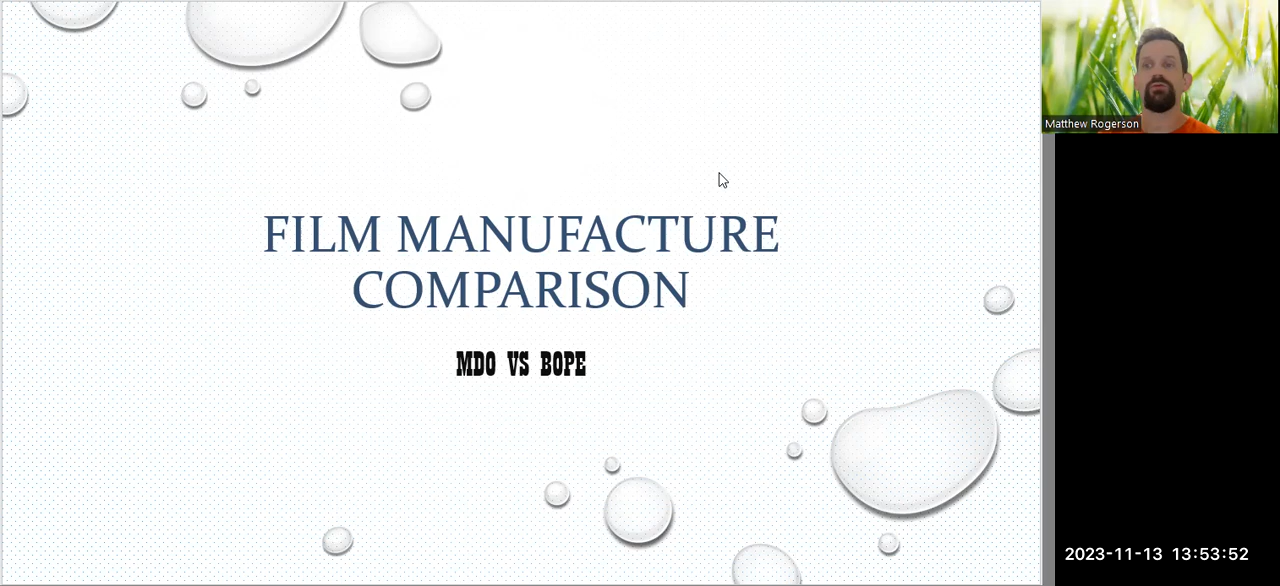 FILM MANUFACTURE
COMPARISON
MDO VS BOPE
Matthew Rogerson
2023-11-13 13:53:52